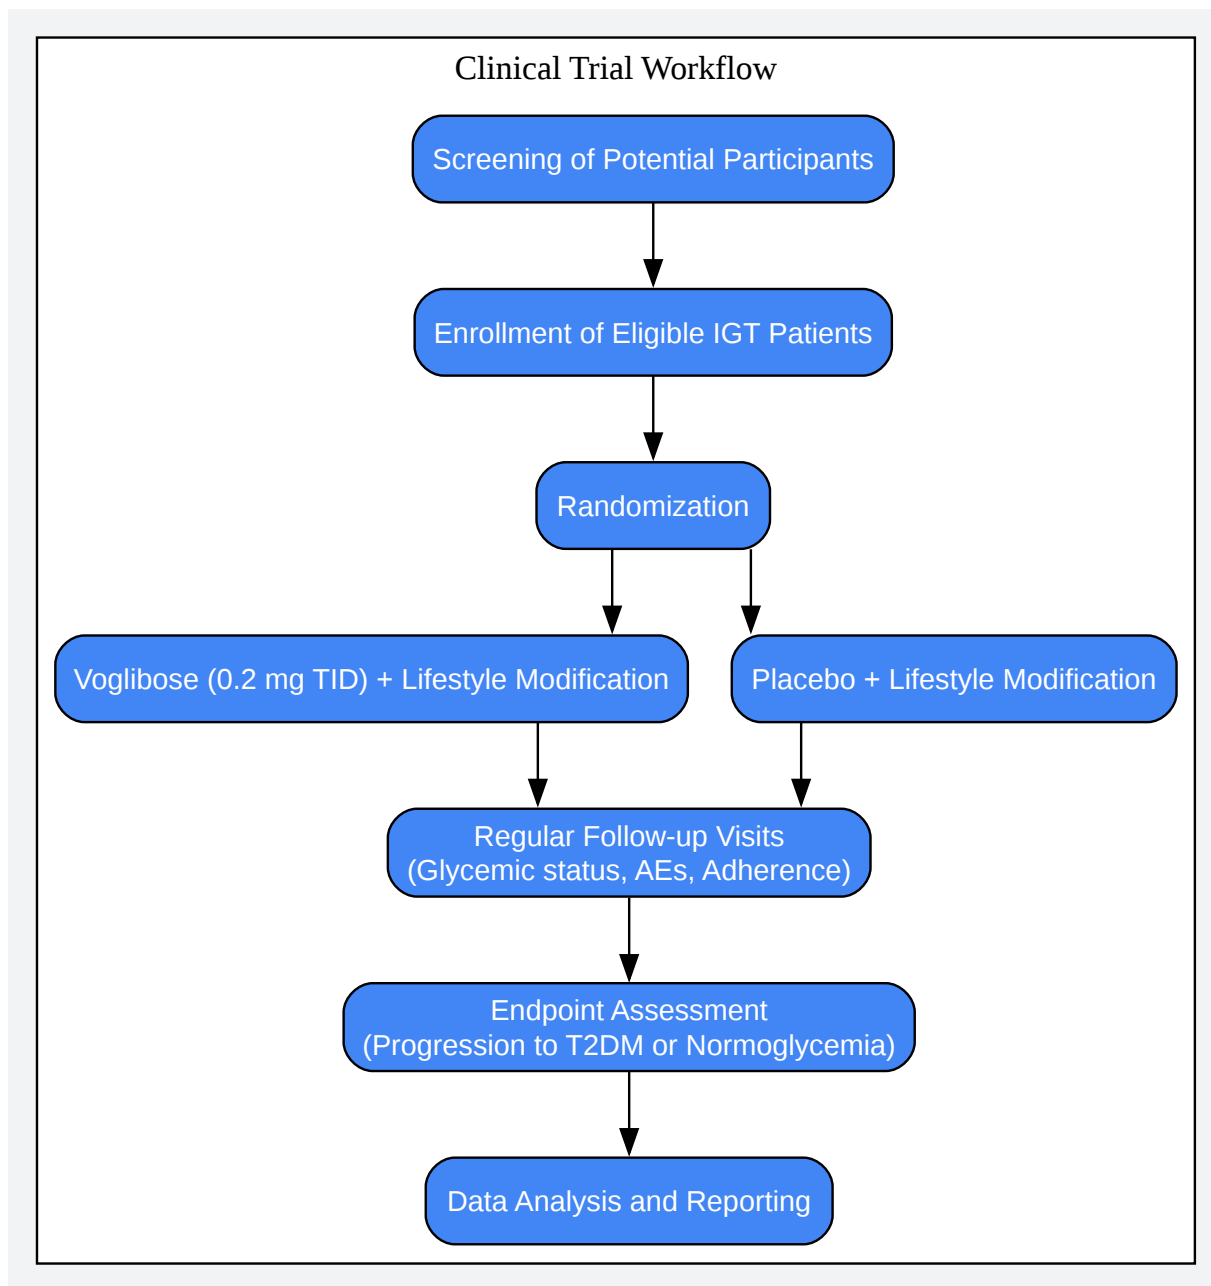 Clinical Trial Workflow
Screening of Potential Participants
Enrollment of Eligible IGT Patients
Randomization
Voglibose (0.2 mg TID) + Lifestyle Modification
Placebo + Lifestyle Modification
Regular Follow-up Visits
(Glycemic status, AEs, Adherence)
Endpoint Assessment
(Progression to T2DM or Normoglycemia)
Data Analysis and Reporting